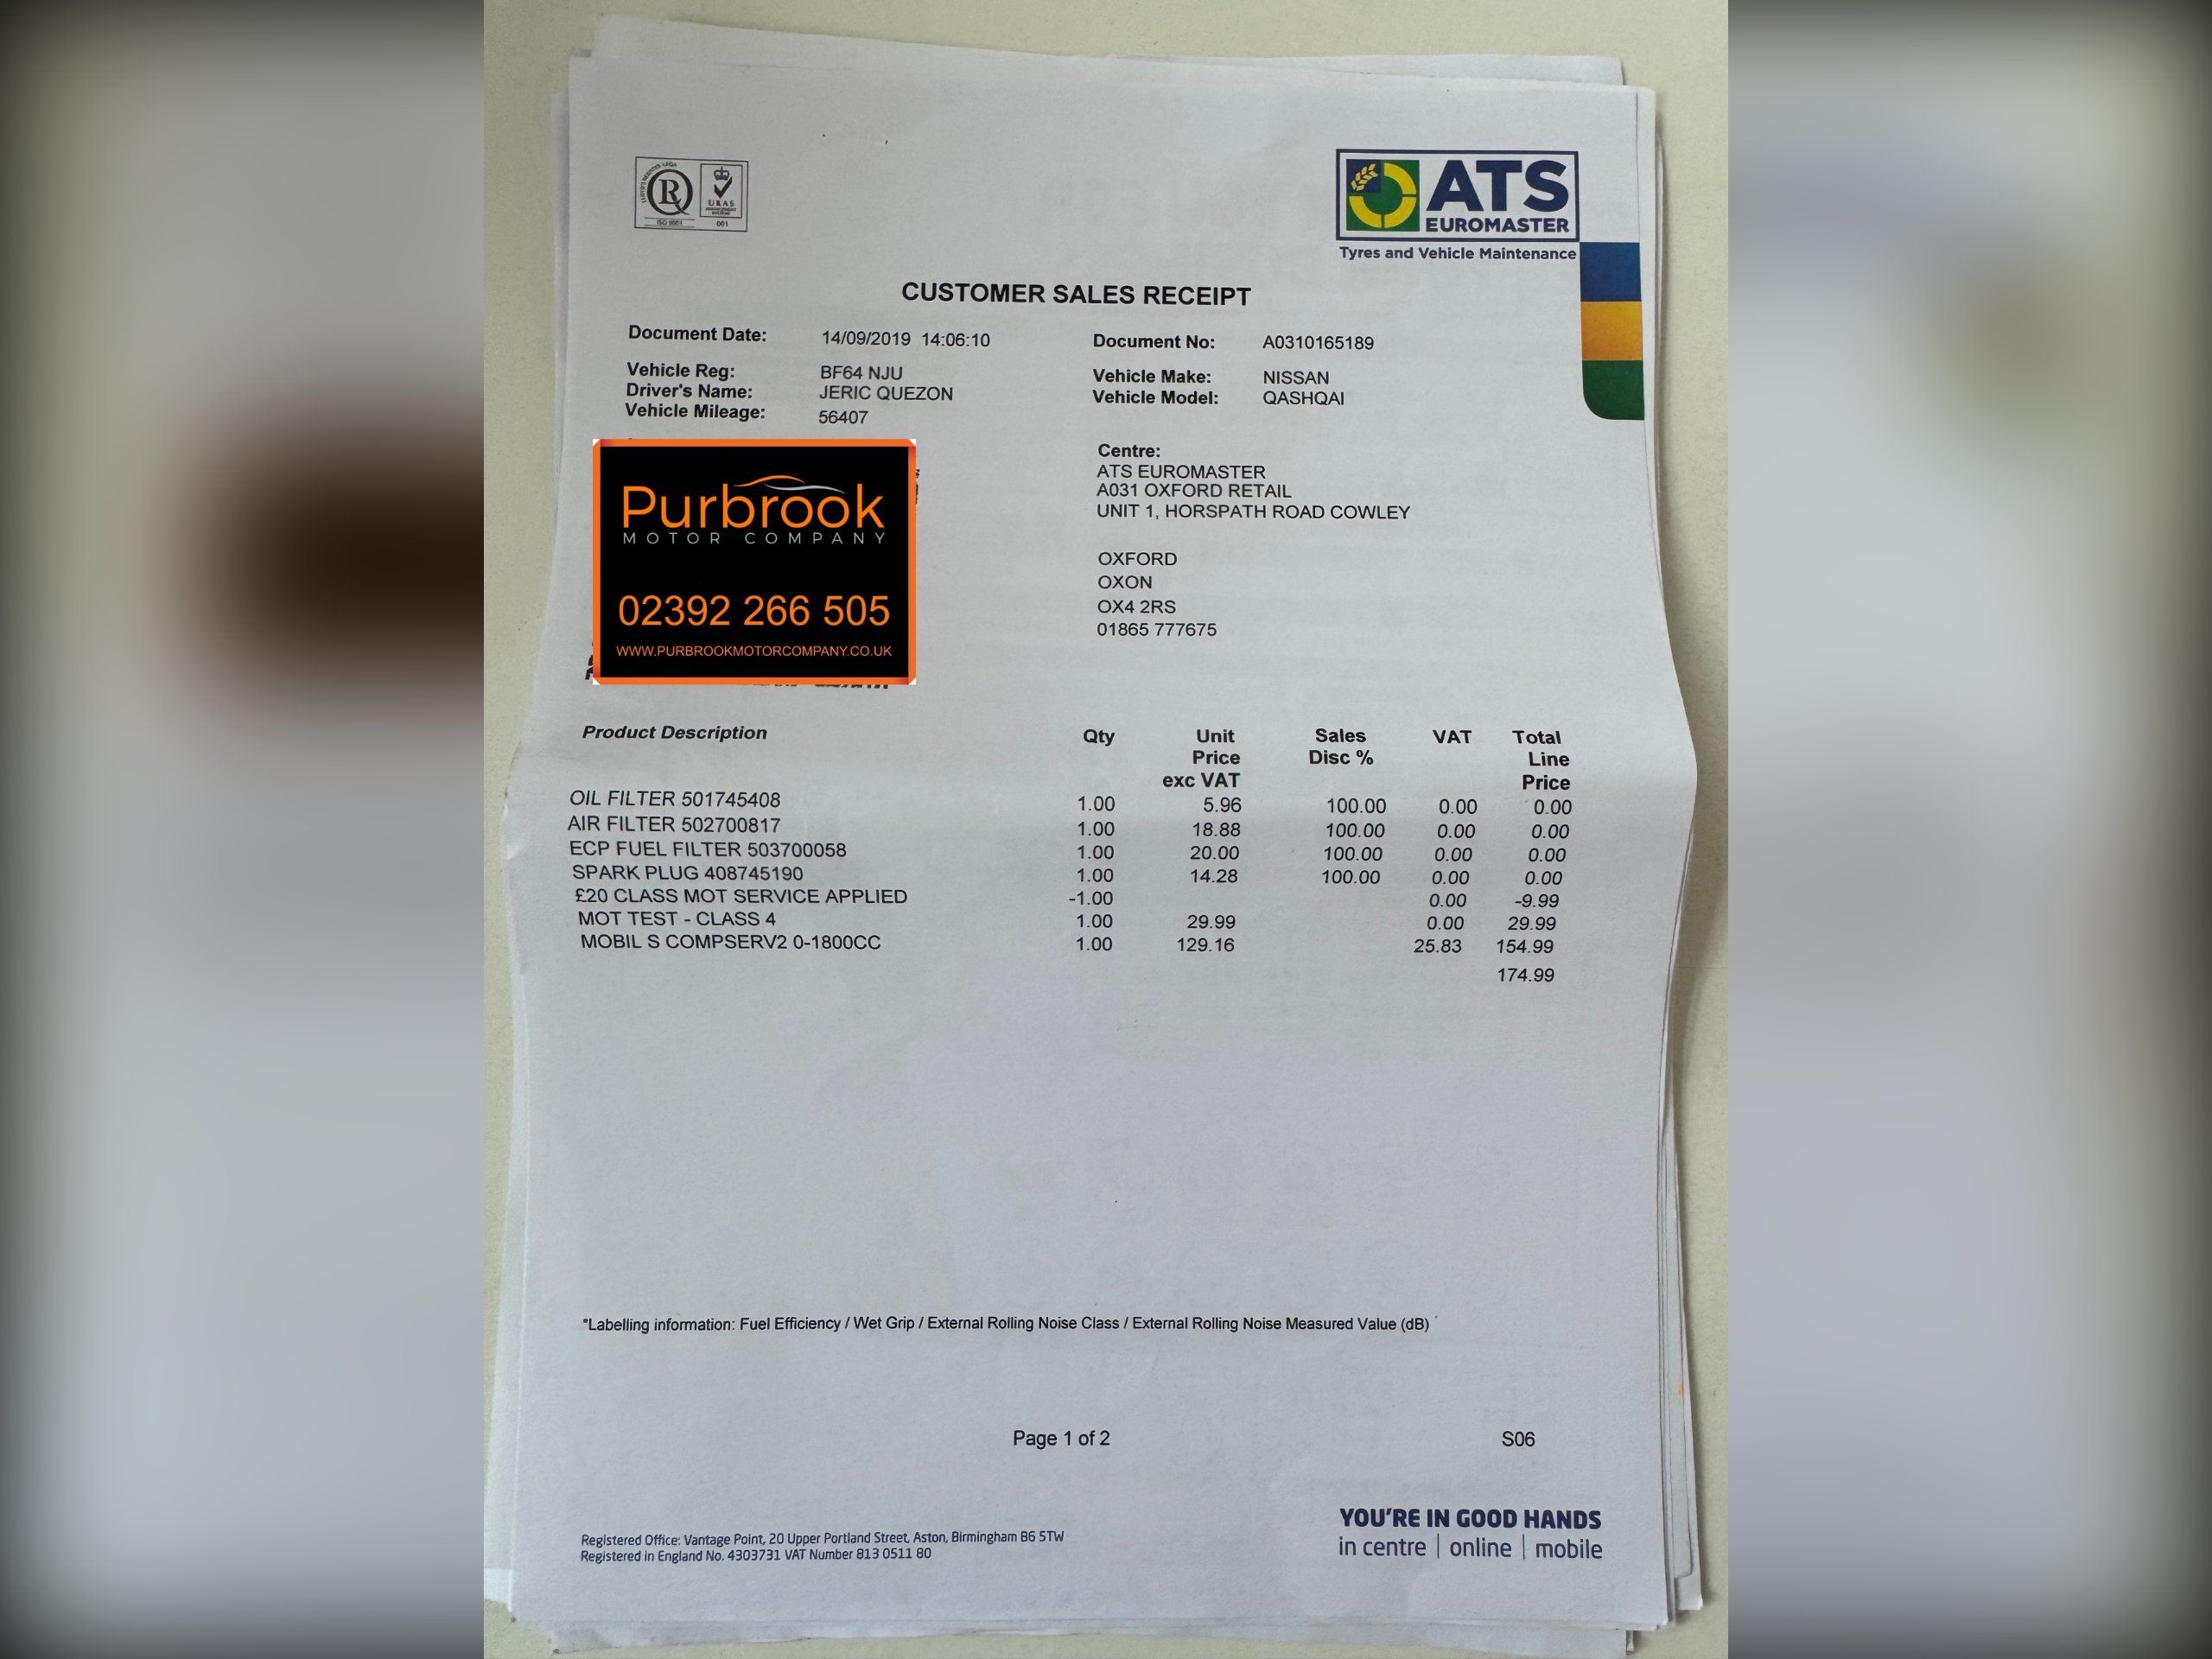 ATS
EUROMASTER
Tyres and Vehicle Maintenance
R
ISO 9001
UKAS
001
CUSTOMER SALES RECEIPT
Document Date: 14/09/2019 14:06:10 Document No: A0310165189
Vehicle Reg: BF64 NJU Vehicle Make: NISSAN
Driver's Name: JERIC QUEZON Vehicle Model: QASHQAI
Vehicle Mileage: 56407
Purbrook
MOTOR COMPANY
02392 266 505
WWW.PURBROOKMOTORCOMPANY.CO.UK
Centre:
ATS EUROMASTER
A031 OXFORD RETAIL
UNIT 1, HORSPATH ROAD COWLEY
OXFORD
OXON
OX4 2RS
01865 777675
Product Description Qty Unit Sales VAT Total
Price Disc % Line
exc VAT Price
OIL FILTER 501745408 1.00 5.96 100.00 0.00 0.00
AIR FILTER 502700817 1.00 18.88 100.00 0.00 0.00
ECP FUEL FILTER 503700058 1.00 20.00 100.00 0.00 0.00
SPARK PLUG 408745190 1.00 14.28 100.00 0.00 0.00
£20 CLASS MOT SERVICE APPLIED -1.00 0.00 -9.99
MOT TEST - CLASS 4 1.00 29.99 0.00 29.99
MOBIL S COMPSERV2 0-1800CC 1.00 129.16 25.83 154.99
174.99
*Labelling information: Fuel Efficiency / Wet Grip / External Rolling Noise Class / External Rolling Noise Measured Value (dB)
Page 1 of 2 S06
Registered Office: Vantage Point, 20 Upper Portland Street, Aston, Birmingham B6 5TW
Registered in England No. 4303731 VAT Number 813 0511 80
YOU'RE IN GOOD HANDS
in centre | online | mobile